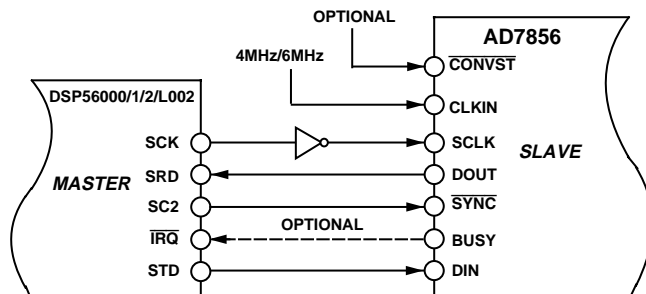 OPTIONAL
AD7856
4MHz/6MHz
CONVST
DSP56000/1/2/L002
CLKIN
SCK
SCLK
SLAVE
MASTER
SRD
DOUT
SC2
SYNC
OPTIONAL
IRQ
BUSY
STD
DIN